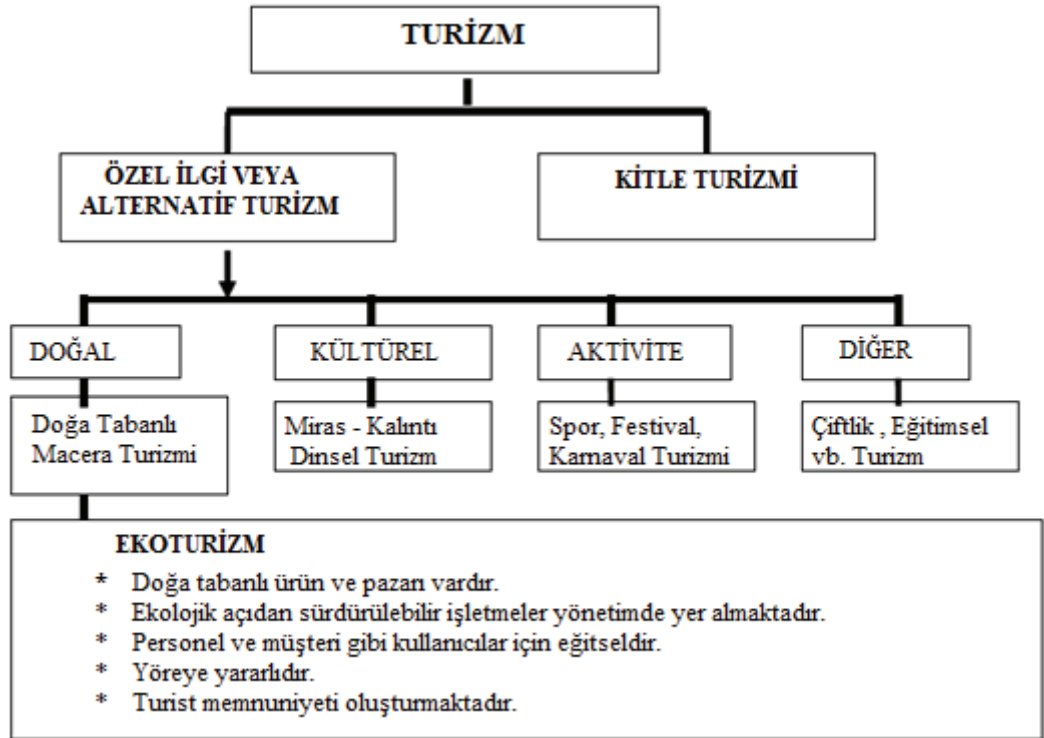 TURİZM
ÖZEL İLGİ VEYA
ALTERNATİF TURİZM
KİTLE TURİZMİ
DOĞAL
KÜLTÜREL
AKTİVİTE
DİĞER
Doğa Tabanlı
Macera Turizmi
Miras - Kalıntı
Dinsel Turizm
Spor, Festival,
Karnaval Turizmi
Çiftlik , Eğitimsel
vb. Turizm
EKOTURİZM
* Doğa tabanlı ürün ve pazarı vardır.
* Ekolojik açıdan sürdürülebilir işletmeler yönetimde yer almaktadır.
* Personel ve müşteri gibi kullanıcılar için eğitseldir.
* Yöreye yararlıdır.
* Turist memnuniyeti oluşturmaktadır.